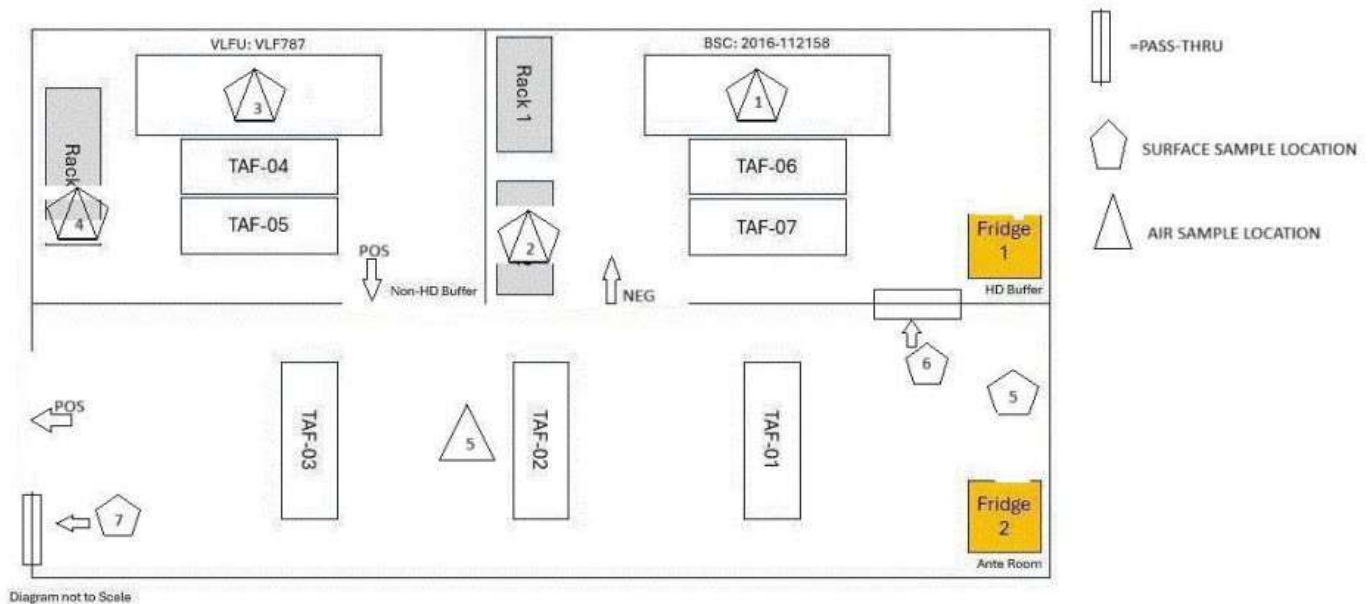 VLFU: VLF787
BSC: 2016-112158
=PASS-THRU
Rack 1
3
1
SURFACE SAMPLE LOCATION
TAF-04
TAF-06
Rack
4
TAF-05
2
TAF-07
Fridge
1
AIR SAMPLE LOCATION
POS
Non-HD Buffer
NEG
HD Buffer
6
5
POS
TAF-03
5
TAF-02
TAF-01
7
Fridge
2
Ante Room
Diagram not to Scale